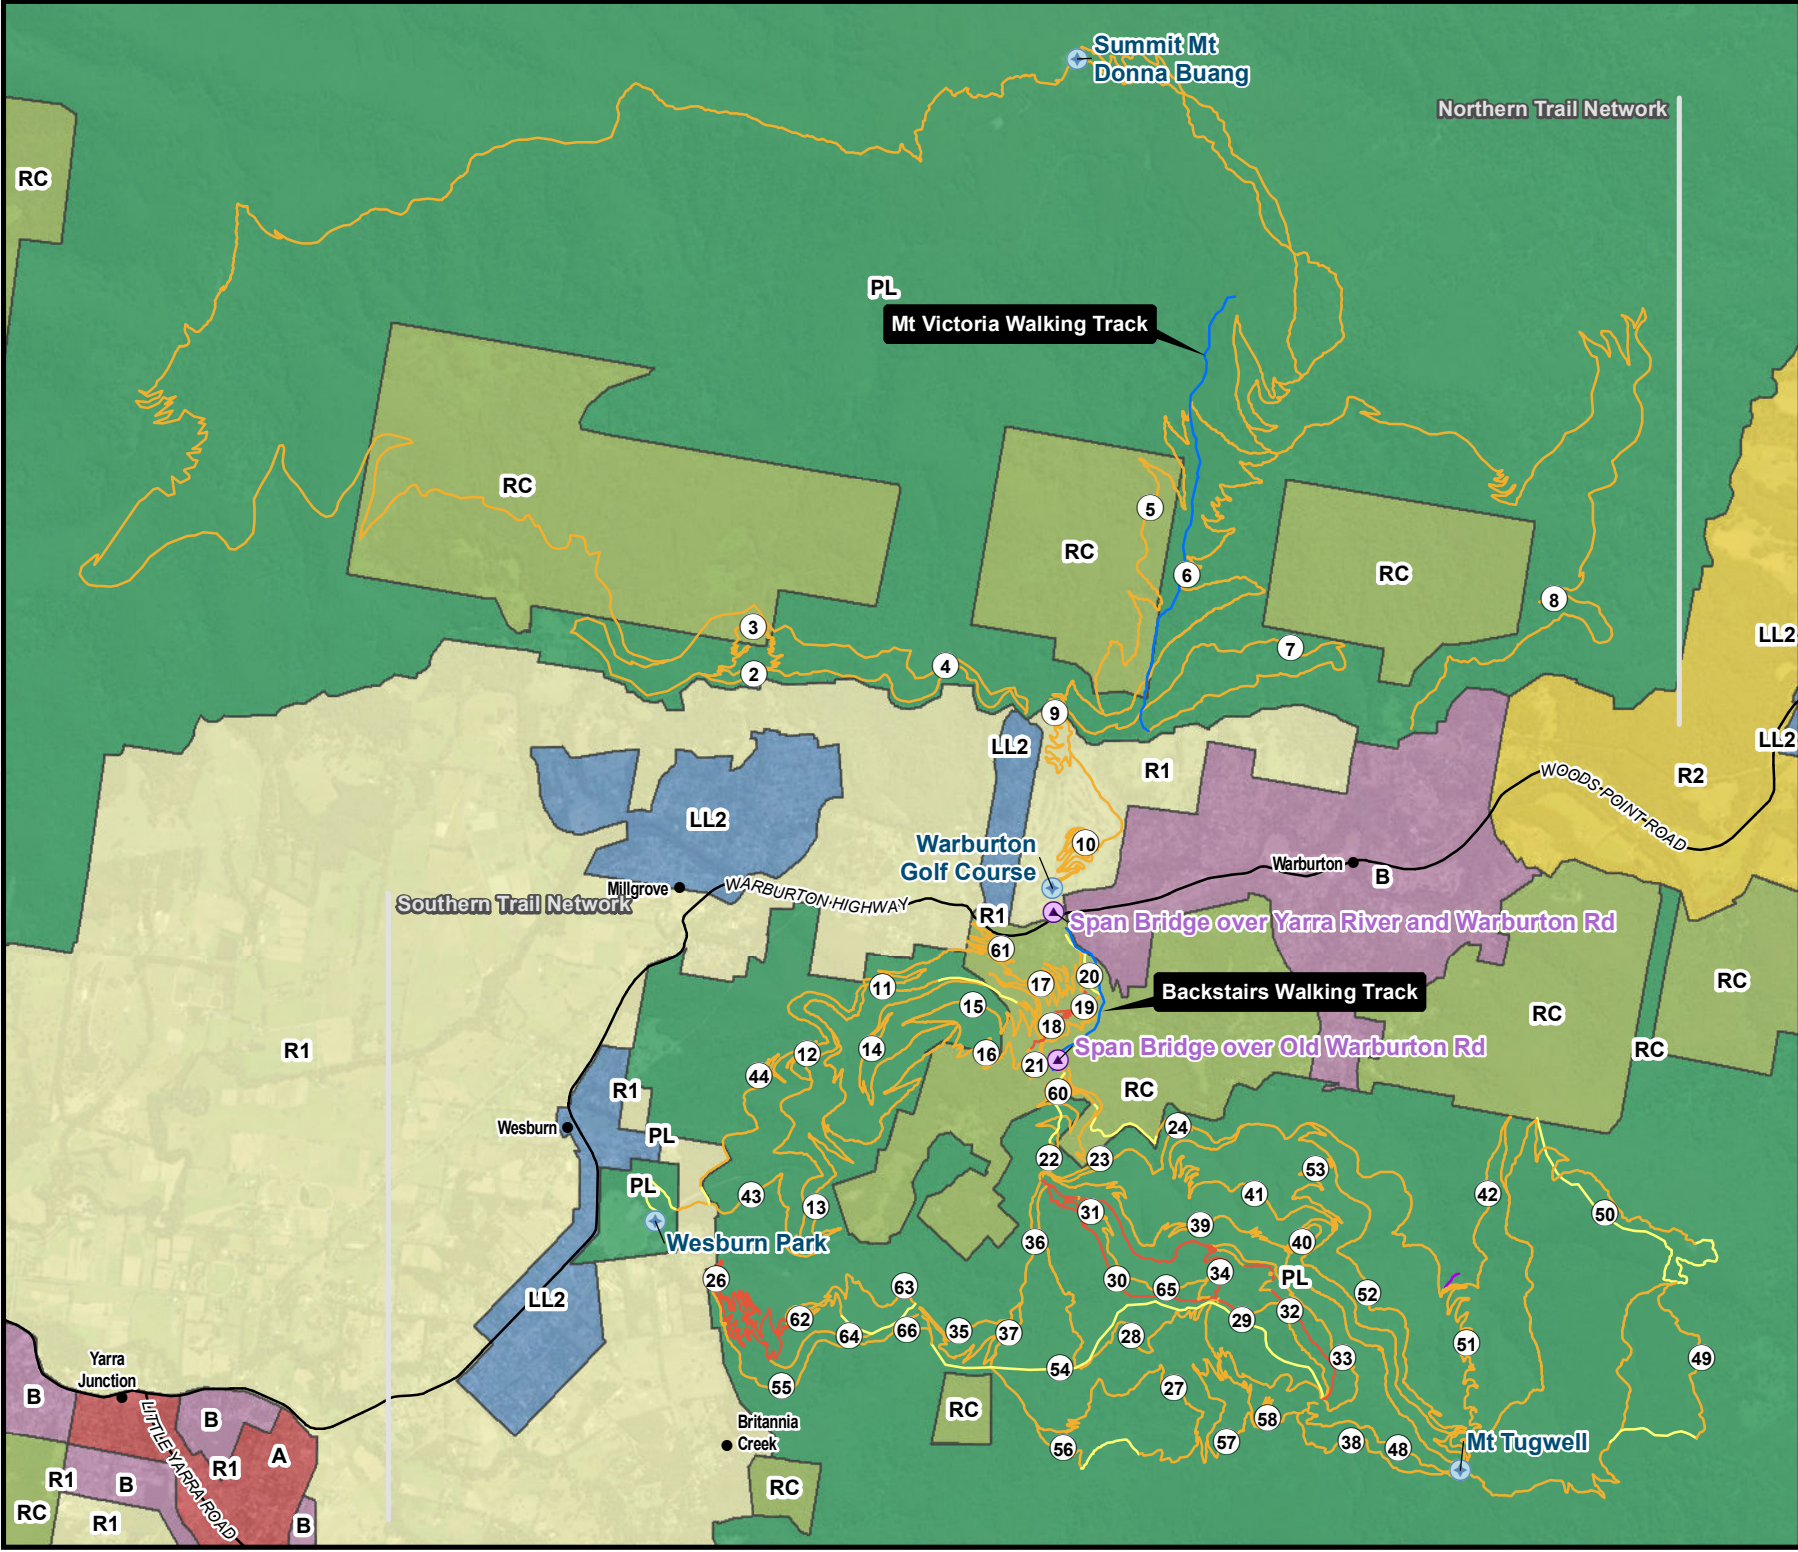 Summit Mt
Donna Buang
Northern Trail Network
RC
PL
Mt Victoria Walking Track
RC
5
RC
6
RC
8
3
7
LL2
2
4
9
LL2
R1
LL2
R2
WOODS POINT ROAD
LL2
10
Warburton
Golf Course
Warburton
B
Millgrove
WARBURTON HIGHWAY
Southern Trail Network
R1
Span Bridge over Yarra River and Warburton Rd
61
11
17
20
RC
Backstairs Walking Track
15
19
RC
18
R1
12
14
16
21
Span Bridge over Old Warburton Rd
RC
44
60
RC
R1
Wesburn
PL
24
22
23
53
PL
43
13
41
42
50
31
39
Wesburn Park
36
40
26
63
30
65
34
PL
52
LL2
62
64
66
35
37
28
29
32
51
Yarra
Junction
54
33
49
55
27
B
B
LITTLE YARRA ROAD
RC
58
Britannia
Creek
56
57
38
48
Mt Tugwell
A
R1
R1
B
RC
RC
R1
B